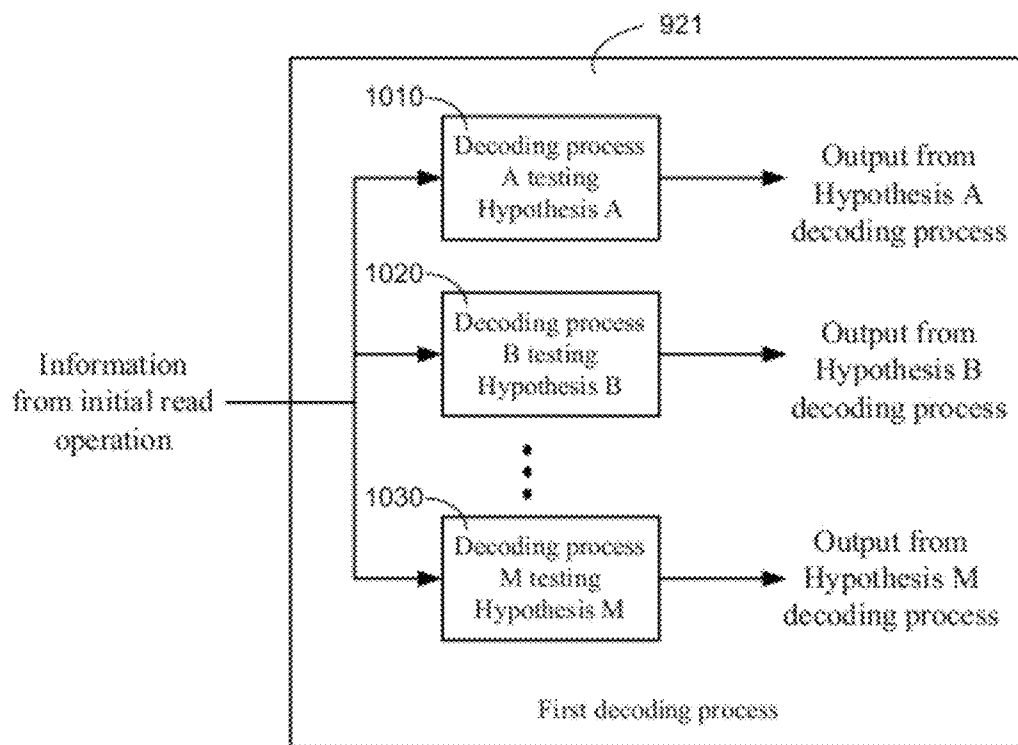 921
1010
Decoding process
A testing
Hypothesis A
Output from
Hypothesis A
decoding process
1020
Decoding process
B testing
Hypothesis B
Output from
Hypothesis B
decoding process
Information
from initial read
operation
1030
Decoding process
M testing
Hypothesis M
Output from
Hypothesis M
decoding process
First decoding process